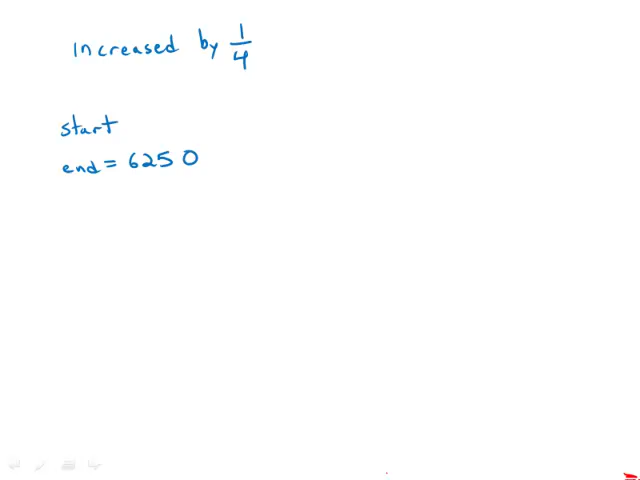 increased by 1/4
start
end = 6250